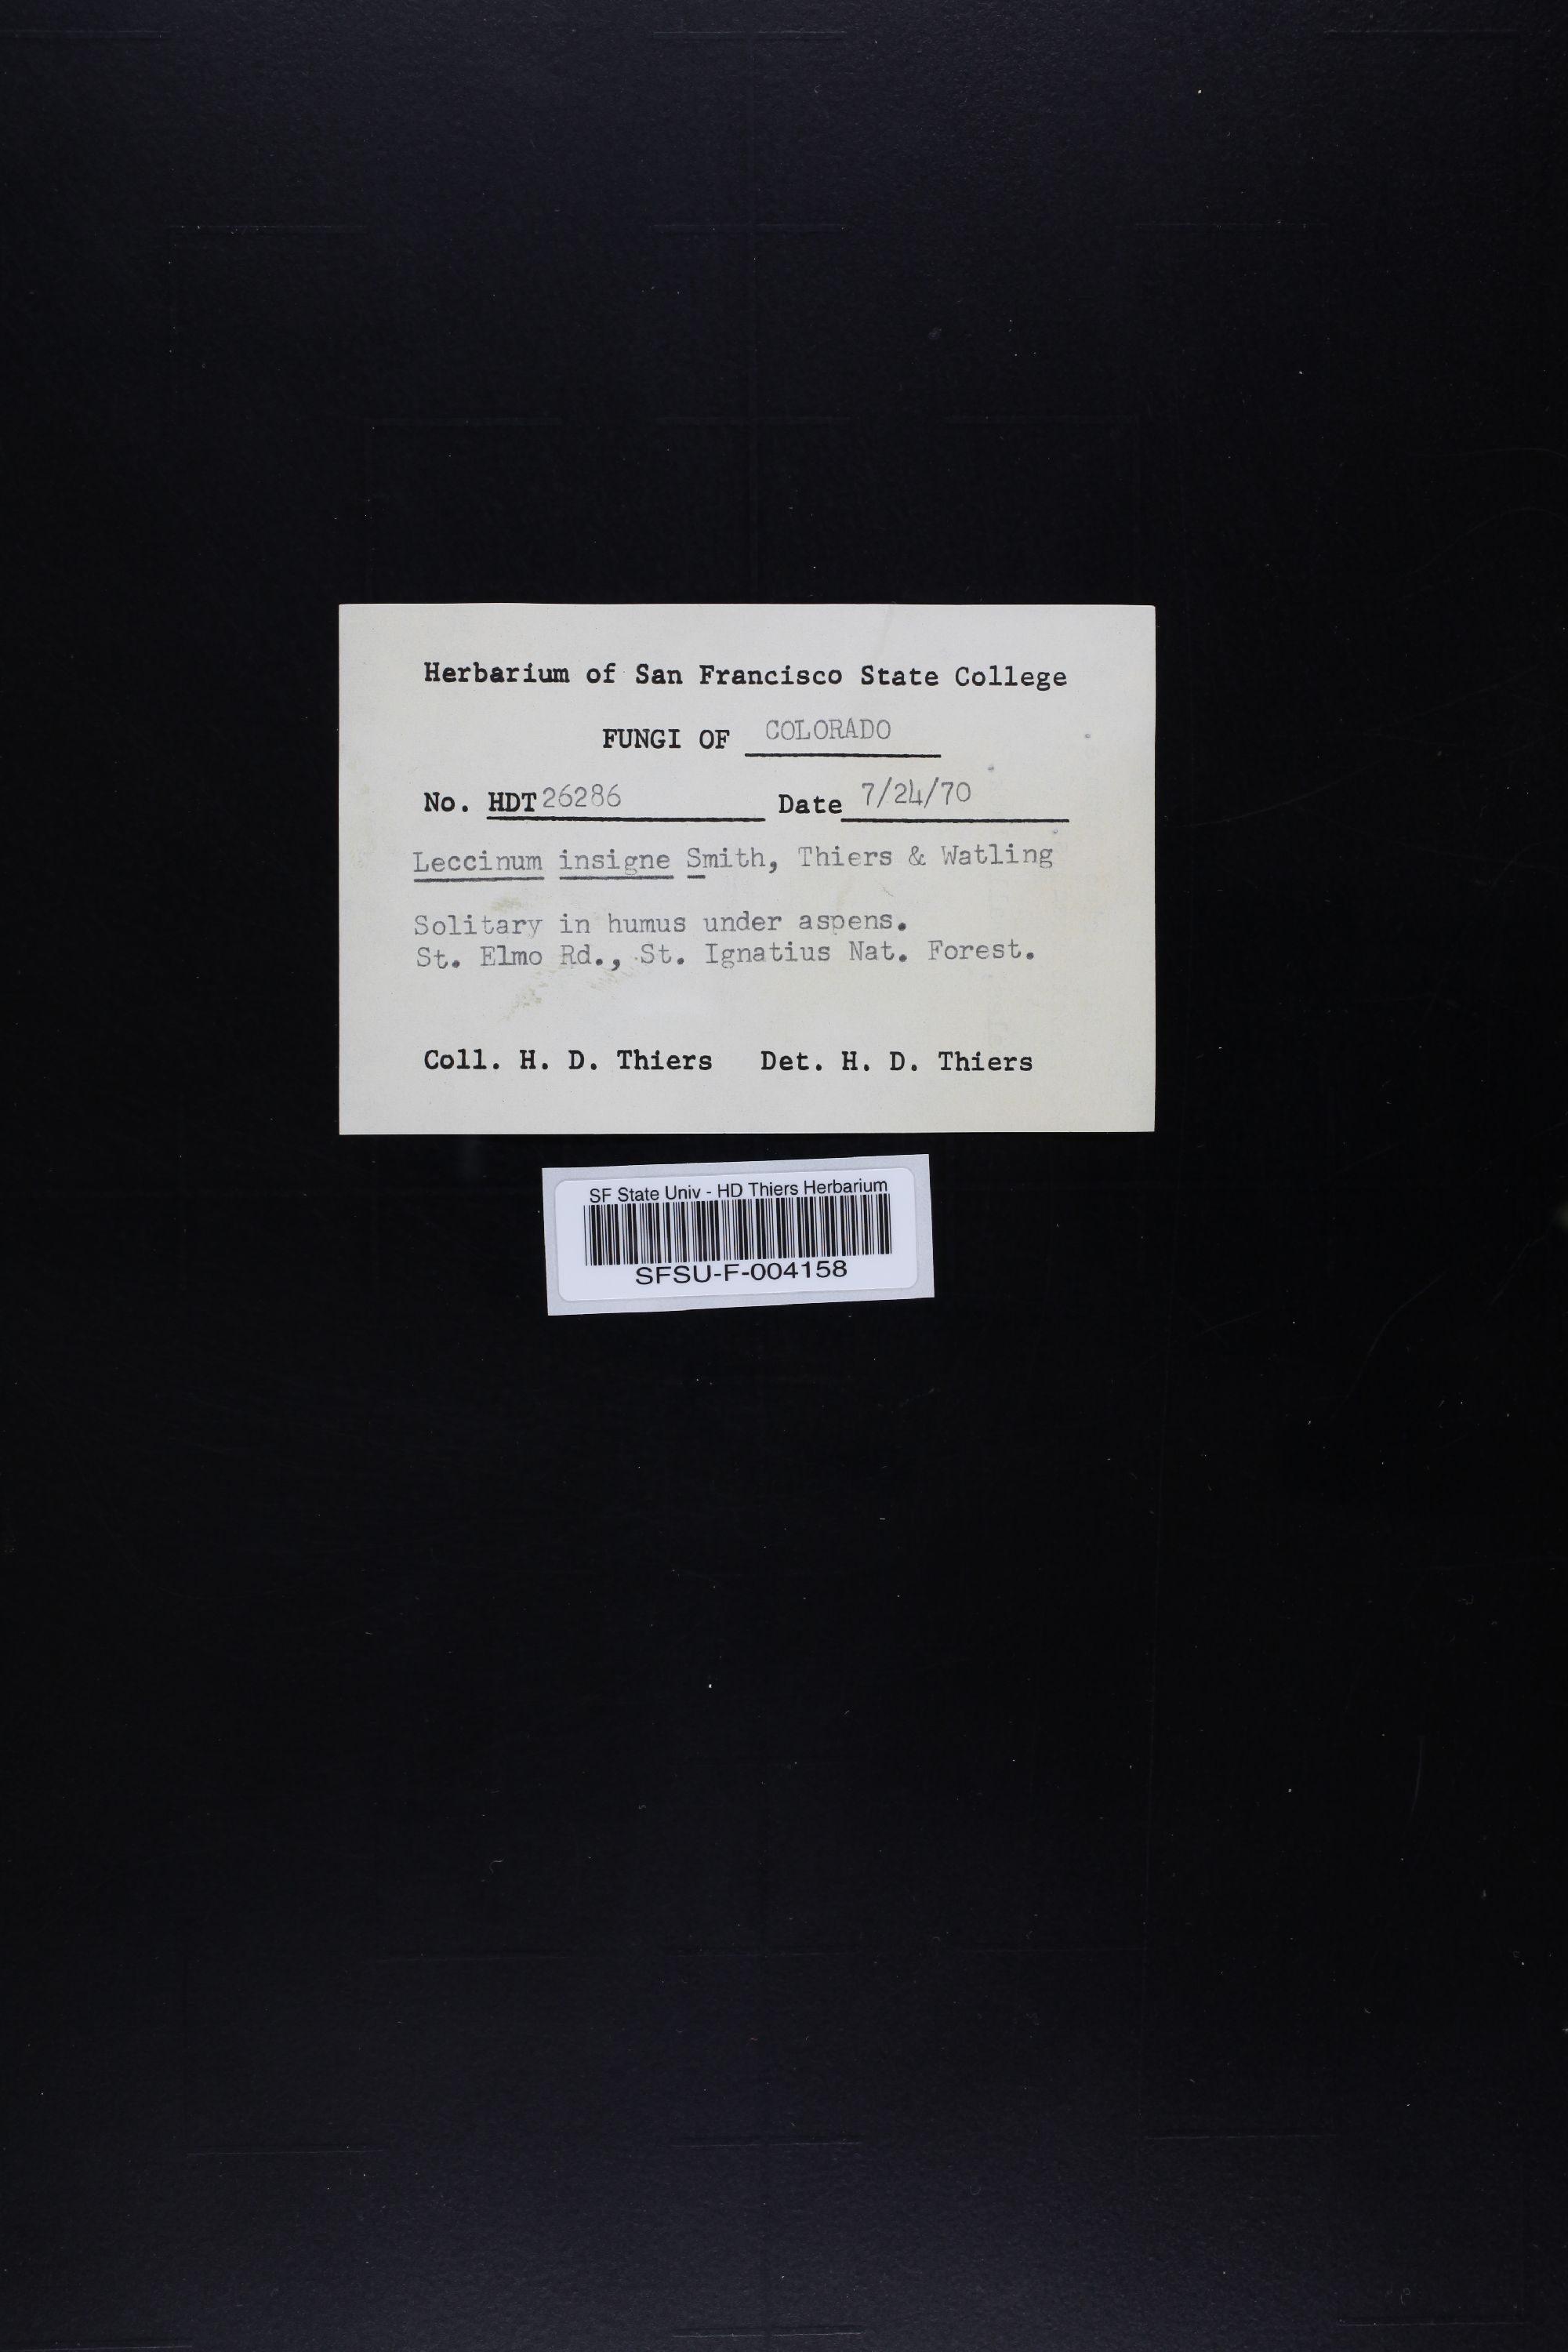 Herbarium of San Francisco State College
FUNGI OF COLORADO
No. HDT26286 Date 7/24/70
Leccinum insigne Smith, Thiers & Watling
Solitary in humus under aspens.
St. Elmo Rd., St. Ignatius Nat. Forest.
Coll. H. D. Thiers Det. H. D. Thiers
SF State Univ - HD Thiers Herbarium
SFSU-F-004158